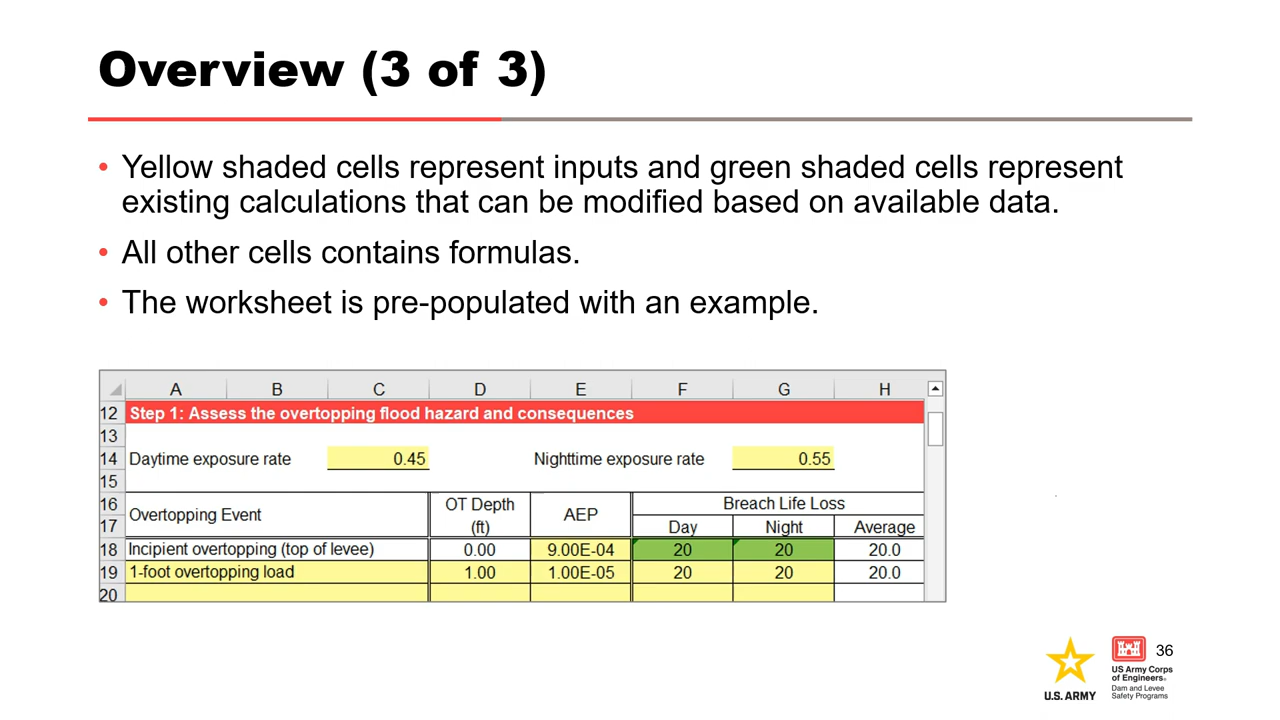 Overview (3 of 3)
• Yellow shaded cells represent inputs and green shaded cells represent
existing calculations that can be modified based on available data.
• All other cells contains formulas.
• The worksheet is pre-populated with an example.
A B C D E F G H
12 Step 1: Assess the overtopping flood hazard and consequences
13
14 Daytime exposure rate 0.45 Nighttime exposure rate 0.55
15
16 Overtopping Event OT Depth AEP Breach Life Loss
17 (ft) Day Night Average
18 Incipient overtopping (top of levee) 0.00 9.00E-04 20 20 20.0
19 1-foot overtopping load 1.00 1.00E-05 20 20 20.0
20
U.S. ARMY
US Army Corps
of Engineers®
Dam and Levee
Safety Programs
36